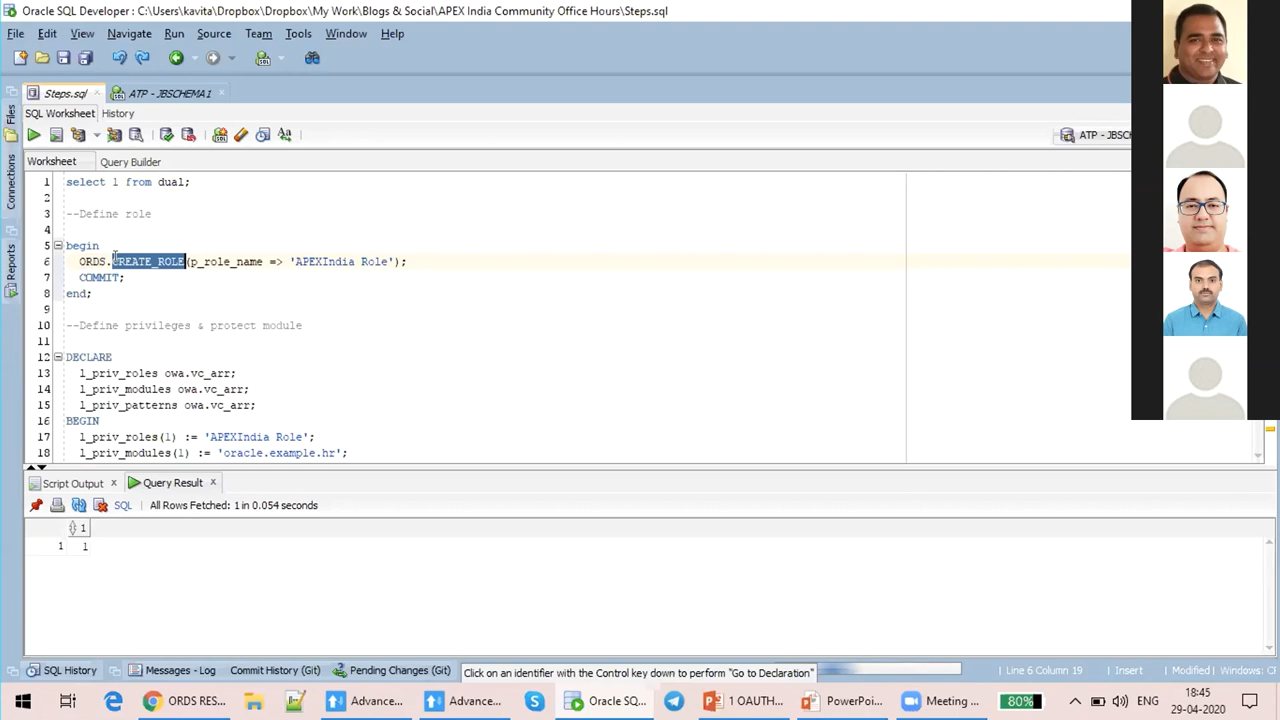 Oracle SQL Developer : C:\Users\kavita\Dropbox\Dropbox\My Work\Blogs & Social\APEX India Community Office Hours\Steps.sql
File Edit View Navigate Run Source Team Tools Window Help
Steps.sql ATP - JBSCHEMA1
SQL Worksheet History
ATP - JBSCH
Worksheet Query Builder
1 select 1 from dual;
2
3 --Define role
4
5 begin
6 ORDS.CREATE_ROLE(p_role_name => 'APEXIndia Role');
7 COMMIT;
8 end;
9
10 --Define privileges & protect module
11
12 DECLARE
13 l_priv_roles owa.vc_arr;
14 l_priv_modules owa.vc_arr;
15 l_priv_patterns owa.vc_arr;
16 BEGIN
17 l_priv_roles(1) := 'APEXIndia Role';
18 l_priv_modules(1) := 'oracle.example.hr';
Files
Connections
Reports
Script Output Query Result
SQL All Rows Fetched: 1 in 0.054 seconds
1
1 1
SQL History Messages - Log Commit History (Git) Pending Changes (Git) Click on an identifier with the Control key down to perform "Go to Declaration" Line 6 Column 19 Insert Modified Windows: C
ORDS RES... Advance... Advance... Oracle SQ... 1 OAUTH... PowerPoi... Meeting ... 80% ENG 18:45
29-04-2020